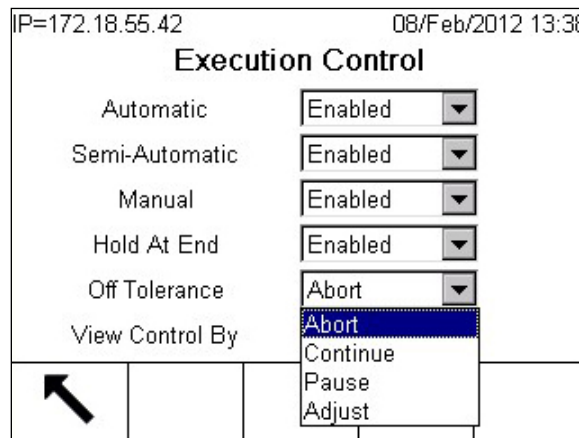 IP=172.18.55.42 08/Feb/2012 13:38
Execution Control
Automatic Enabled
Semi-Automatic Enabled
Manual Enabled
Hold At End Enabled
Off Tolerance Abort
View Control By Abort
Continue
Pause
Adjust